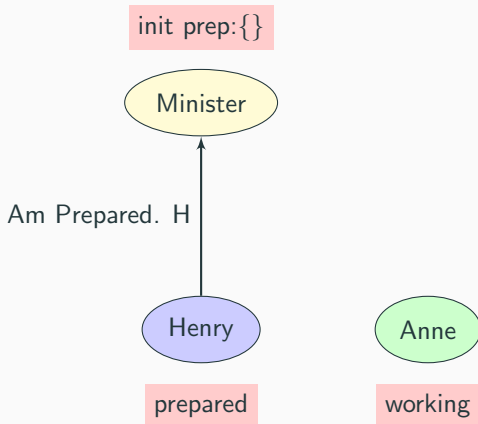 init prep:{}
Minister
Am Prepared. H
Henry
Anne
prepared
working